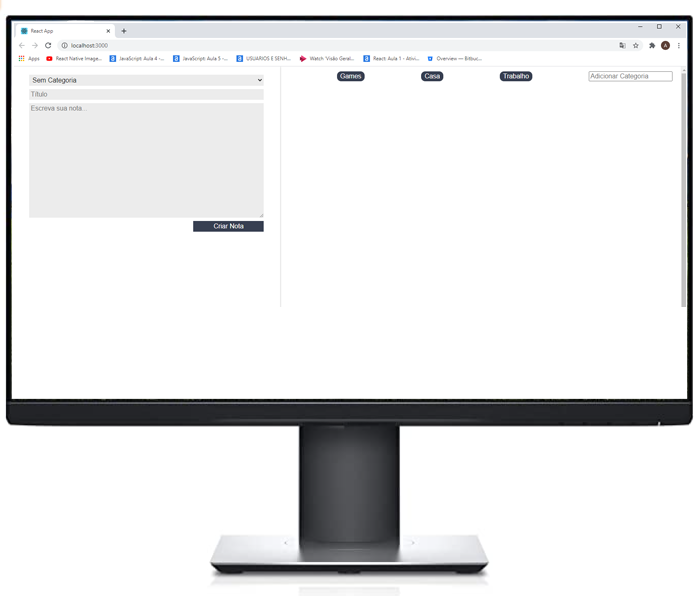 React App
localhost:3000
Apps
React Native Image...
JavaScript: Aula 4 -...
JavaScript: Aula 5 -...
USUARIOS E SENH...
Watch Visão Geral...
React: Aula 1 - Ativi...
Overview — Bitbuc...
Sem Categoria
Games
Casa
Trabalho
Adicionar Categoria
Título
Escreva sua nota...
Criar Nota